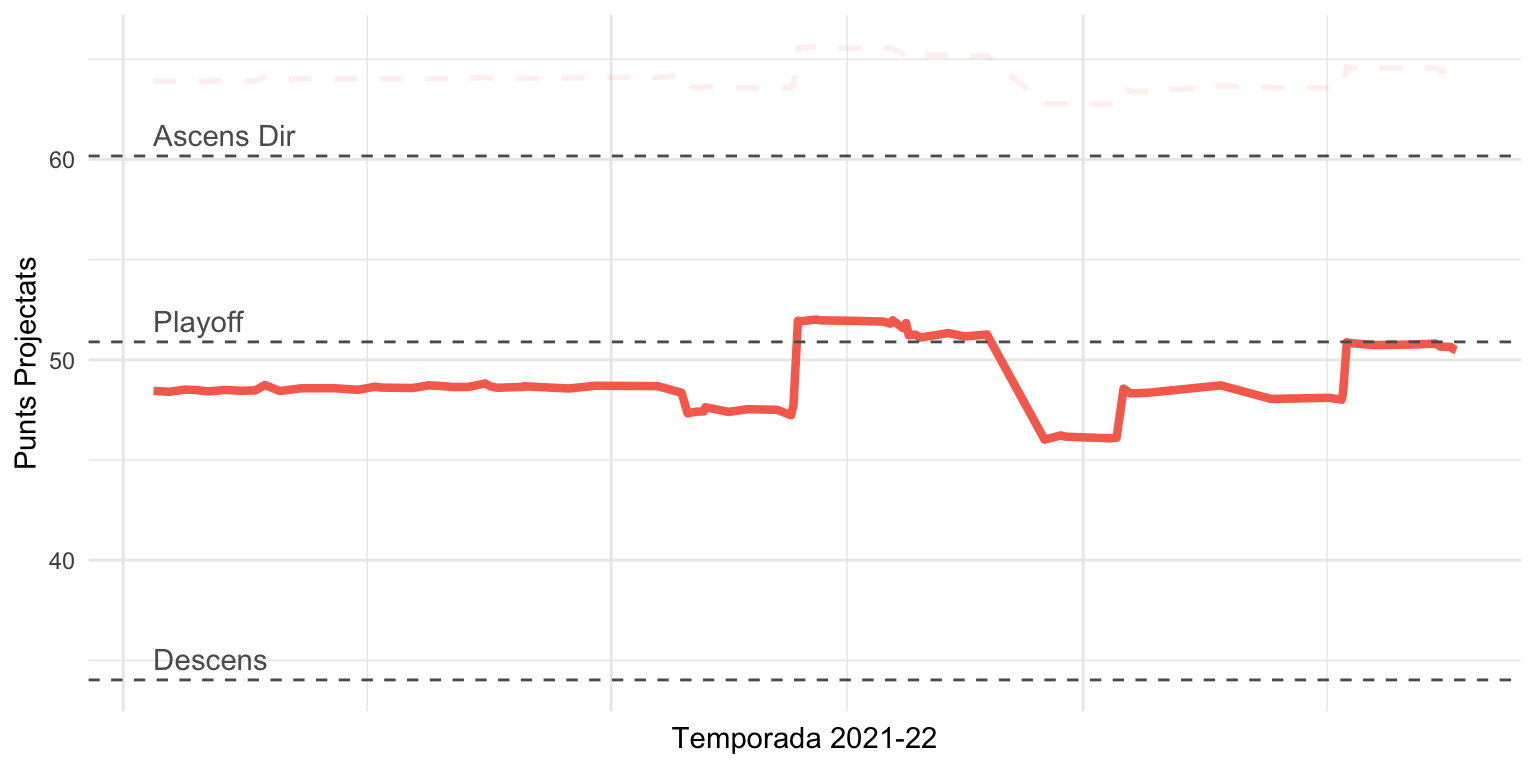 Ascens Dir
60
Playoff
50
Punts Projectats
40
Descens
Temporada 2021-22